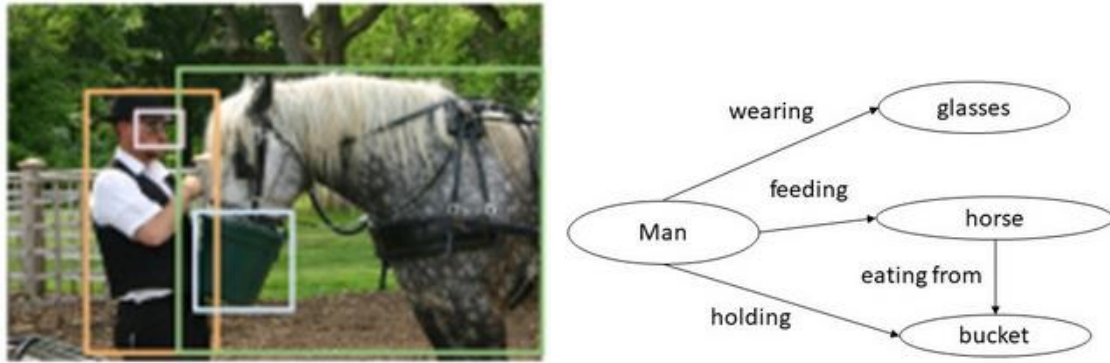 wearing
glasses
feeding
Man
horse
eating from
holding
bucket